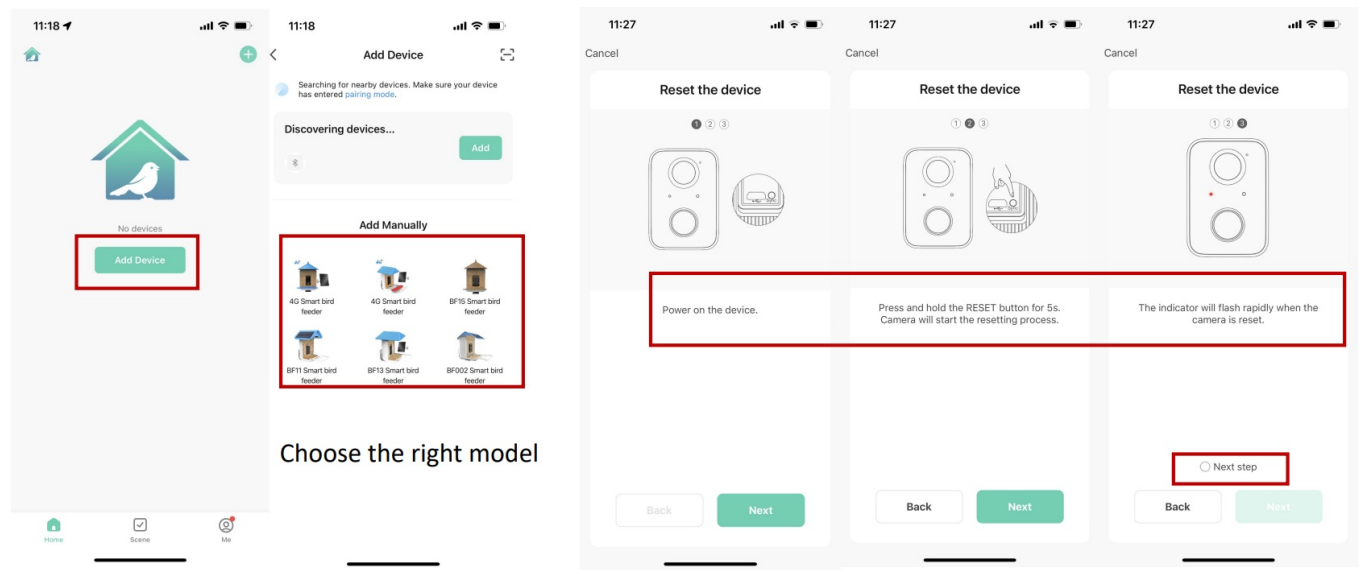 11:18
No devices
Add Device
Home
Scene
Me
11:18
Add Device
Searching for nearby devices. Make sure your device
has entered pairing mode.
Discovering devices...
Add
Add Manually
4G
4G
4G Smart bird
feeder
4G Smart bird
feeder
BF15 Smart bird
feeder
BF11 Smart bird
feeder
BF13 Smart bird
feeder
BF002 Smart bird
feeder
Choose the right model
11:27
Cancel
Reset the device
1 2 3
Power on the device.
Back
Next
11:27
Cancel
Reset the device
1 2 3
Press and hold the RESET button for 5s.
Camera will start the resetting process.
Back
Next
11:27
Cancel
Reset the device
1 2 3
The indicator will flash rapidly when the
camera is reset.
Next step
Back
Next